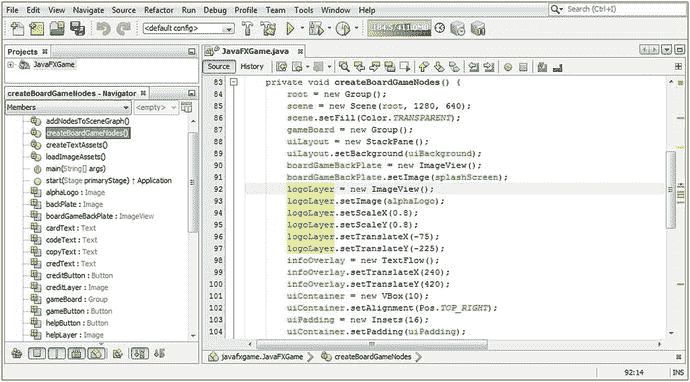 File Edit View Navigate Source Refactor Run Debug Profile Team Tools Window Help
Search (Ctrl+I)
<default config>
Projects
JavaFXGame
createBoardGameNodes() - Navigator
Members
<empty>
addNodesToSceneGraph()
createBoardGameNodes()
createTextAssets()
loadImageAssets()
main(String[] args)
start(Stage primaryStage) : Application
alphaLogo : Image
backPlate : Image
boardGameBackPlate : ImageView
cardText : Text
codeText : Text
copyText : Text
credText : Text
creditButton : Button
creditLayer : Image
gameBoard : Group
gameButton : Button
helpButton : Button
helpLayer : Image
JavaFXGame.java
Source History
83 private void createBoardGameNodes() {
84 root = new Group();
85 scene = new Scene(root, 1280, 640);
86 scene.setFill(Color.TRANSPARENT);
87 gameBoard = new Group();
88 uiLayout = new StackPane();
89 uiLayout.setBackground(uiBackground);
90 boardGameBackPlate = new ImageView();
91 boardGameBackPlate.setImage(splashScreen);
92 logoLayer = new ImageView();
93 logoLayer.setImage(alphaLogo);
94 logoLayer.setScaleX(0.8);
95 logoLayer.setScaleY(0.8);
96 logoLayer.setTranslateX(-75);
97 logoLayer.setTranslateY(-225);
98 infoOverlay = new TextFlow();
99 infoOverlay.setTranslateX(240);
100 infoOverlay.setTranslateY(420);
101 uiContainer = new VBox(10);
102 uiContainer.setAlignment(Pos.TOP_RIGHT);
103 uiPadding = new Insets(16);
104 uiContainer.setPadding(uiPadding);
javafxgame.JavaFXGame createBoardGameNodes
92:14 INS